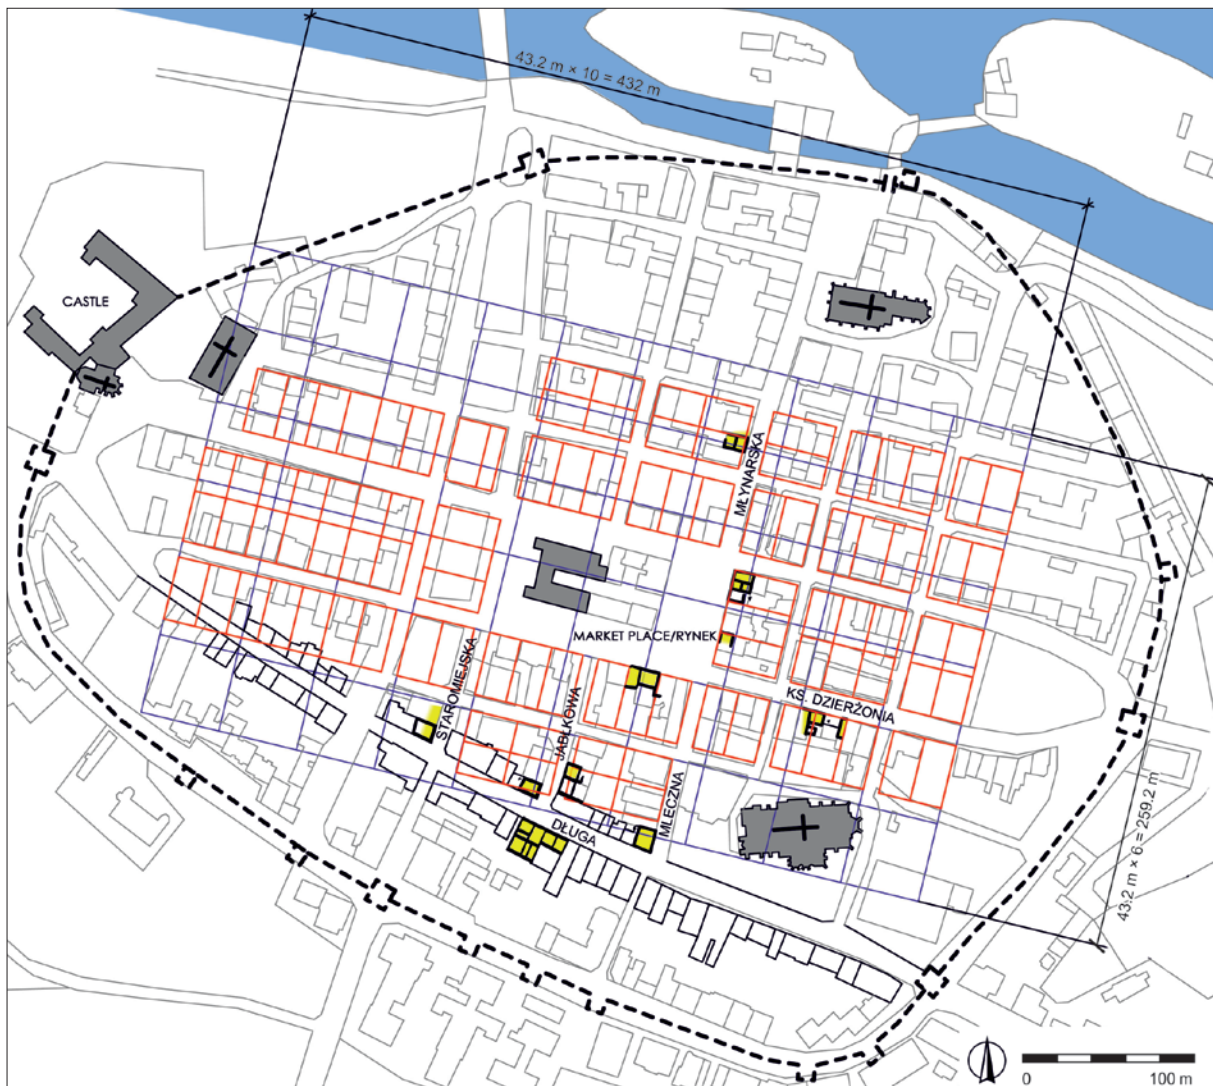 43.2 m × 10 = 432 m
CASTLE
MŁYNARSKA
MARKET PLACE/RYNEK
STAROMIEJSKA
JABŁKOWA
KS. DZIERŻONIA
MLECZNA
DŁUGA
43.2 m × 6 = 259.2 m
0 100 m